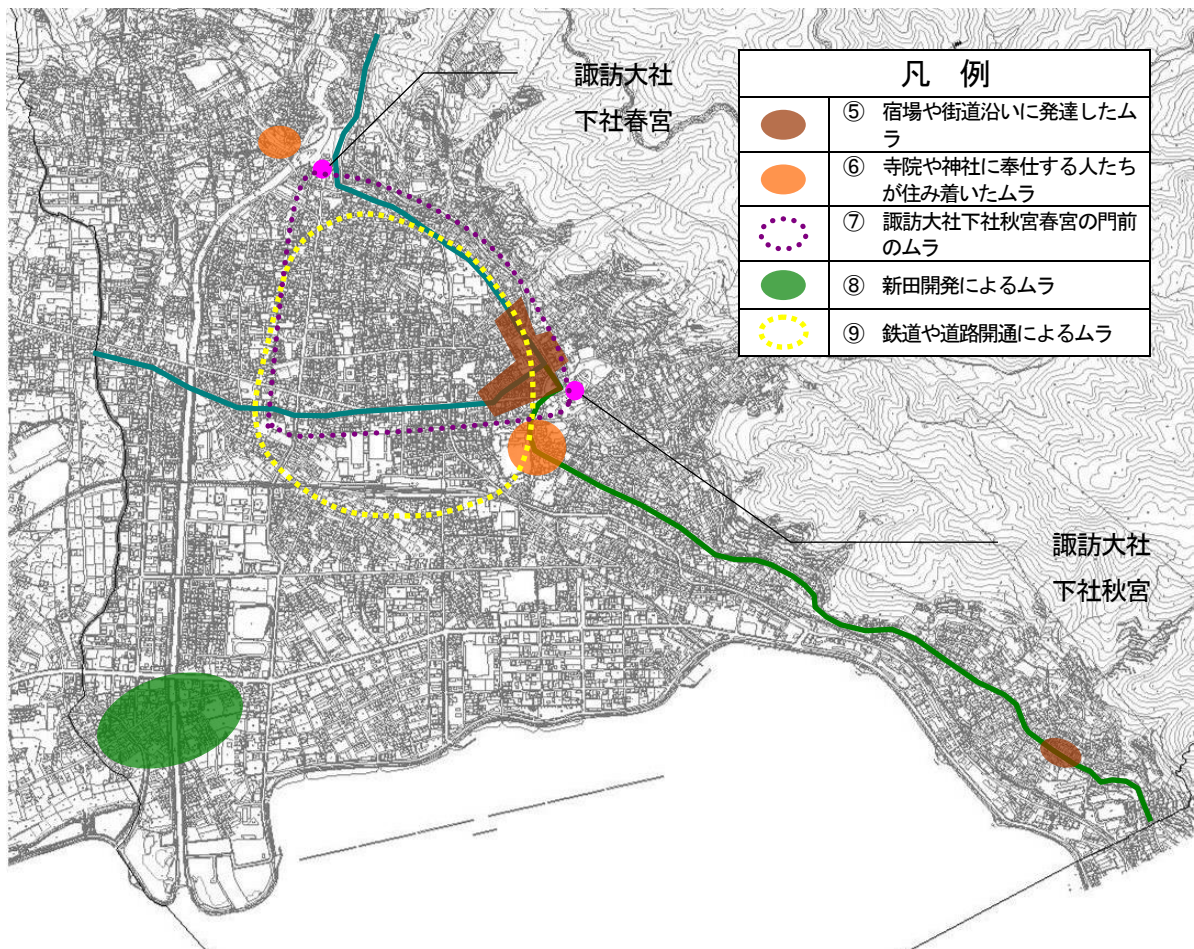 諏訪大社
下社春宮
凡 例
⑤ 宿場や街道沿いに発達したム
ラ
⑥ 寺院や神社に奉仕する人たち
が住み着いたムラ
⑦ 諏訪大社下社秋宮春宮の門前
のムラ
⑧ 新田開発によるムラ
⑨ 鉄道や道路開通によるムラ
諏訪大社
下社秋宮